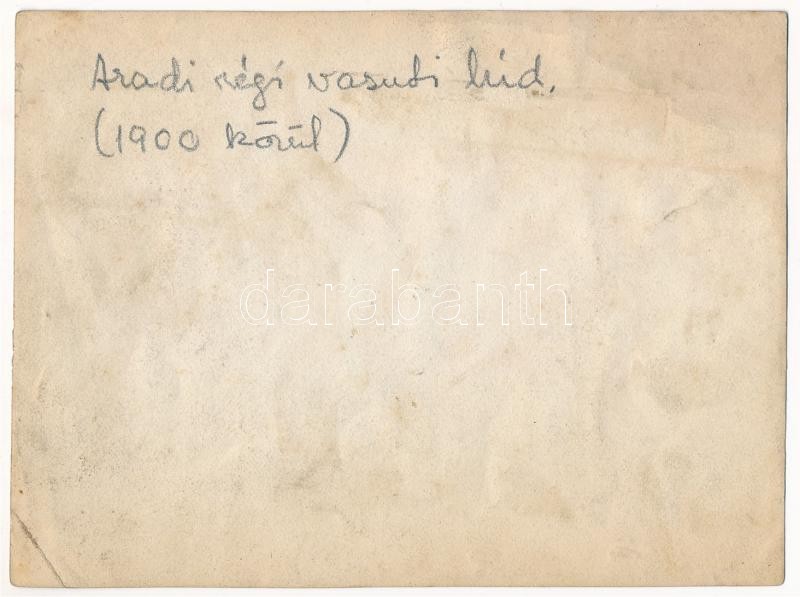 Aradi régi vasuti híd.
(1900 körül)
darabanth